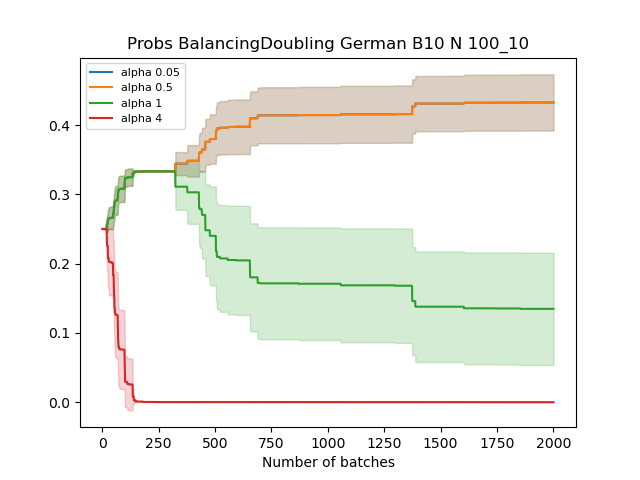 Probs BalancingDoubling German B10 N 100_10
alpha 0.05
alpha 0.5
alpha 1
alpha 4
0.4
0.3
0.2
0.1
0.0
0 250 500 750 1000 1250 1500 1750 2000
Number of batches